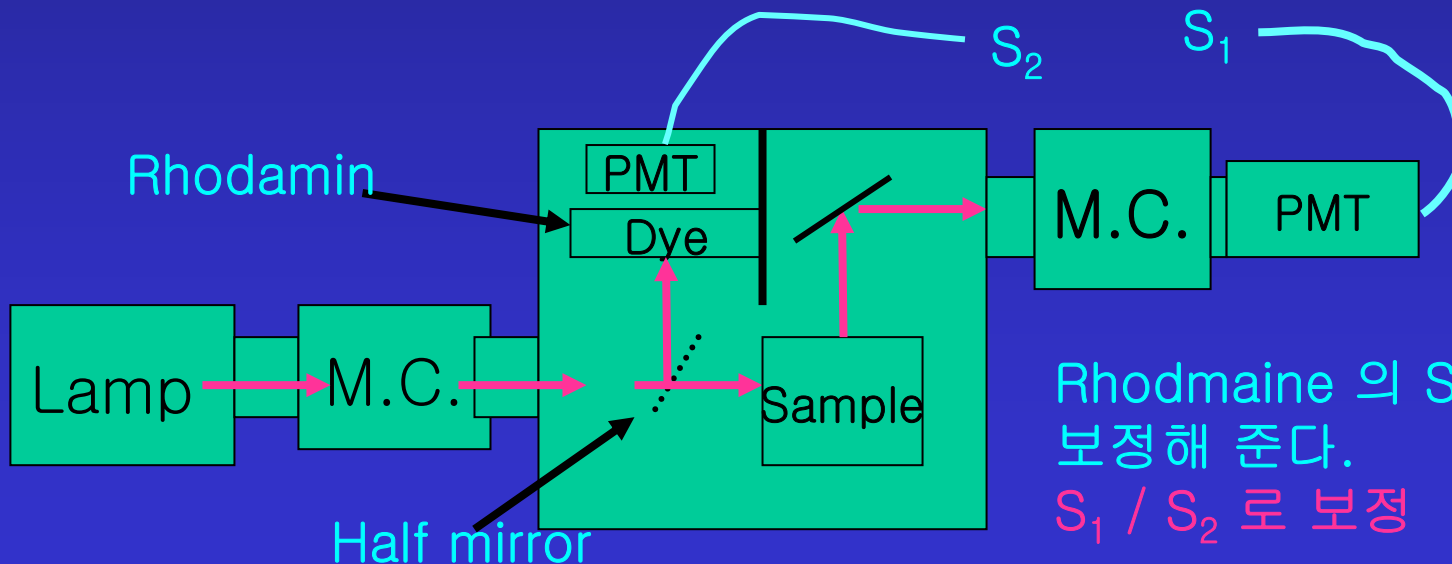 S₂
S₁
Rhodamin
PMT
Dye
M.C.
PMT
Lamp
M.C.
Sample
Half mirror
Rhodmaine 의 S
보정해 준다.
S₁ / S₂ 로 보정